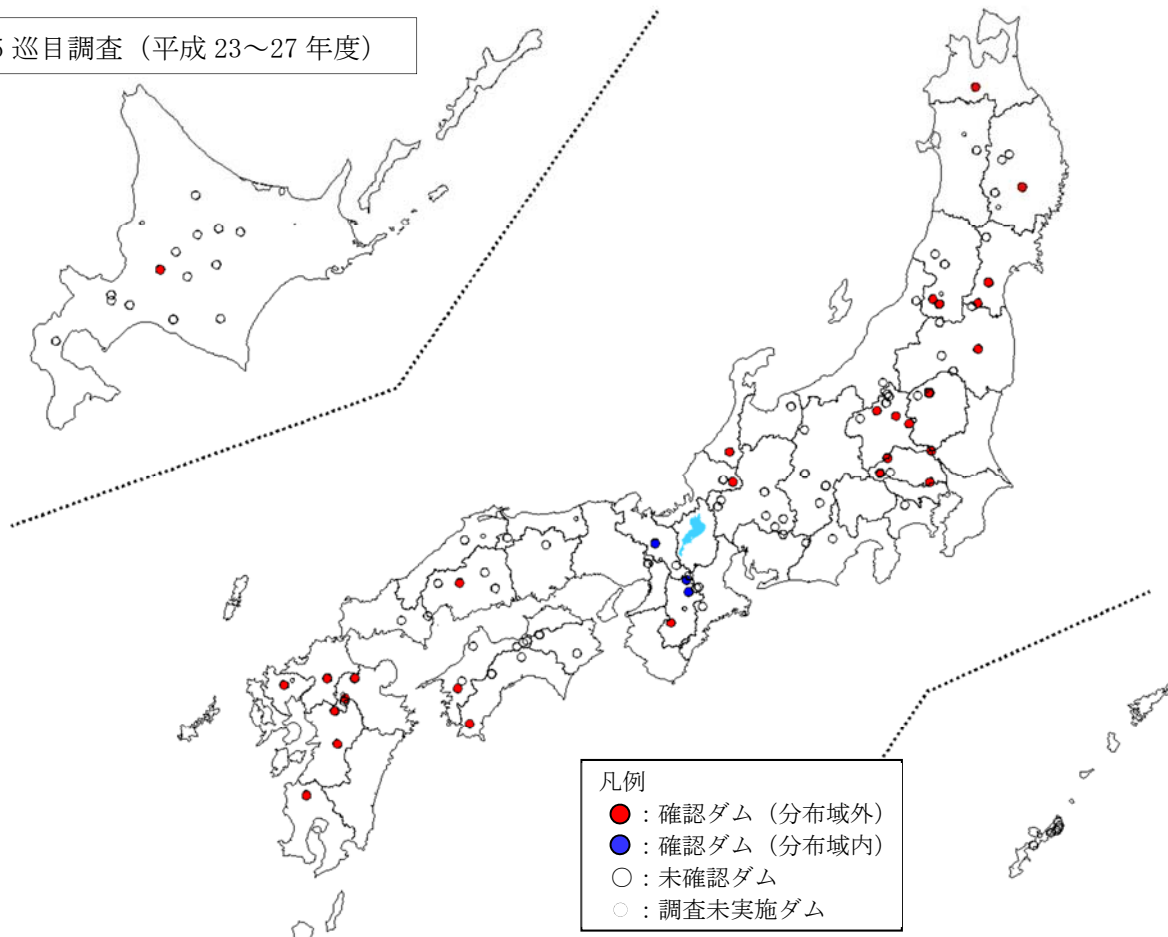 5 巡目調査（平成 23～27 年度）
凡例
：確認ダム（分布域外）
：確認ダム（分布域内）
：未確認ダム
：調査未実施ダム